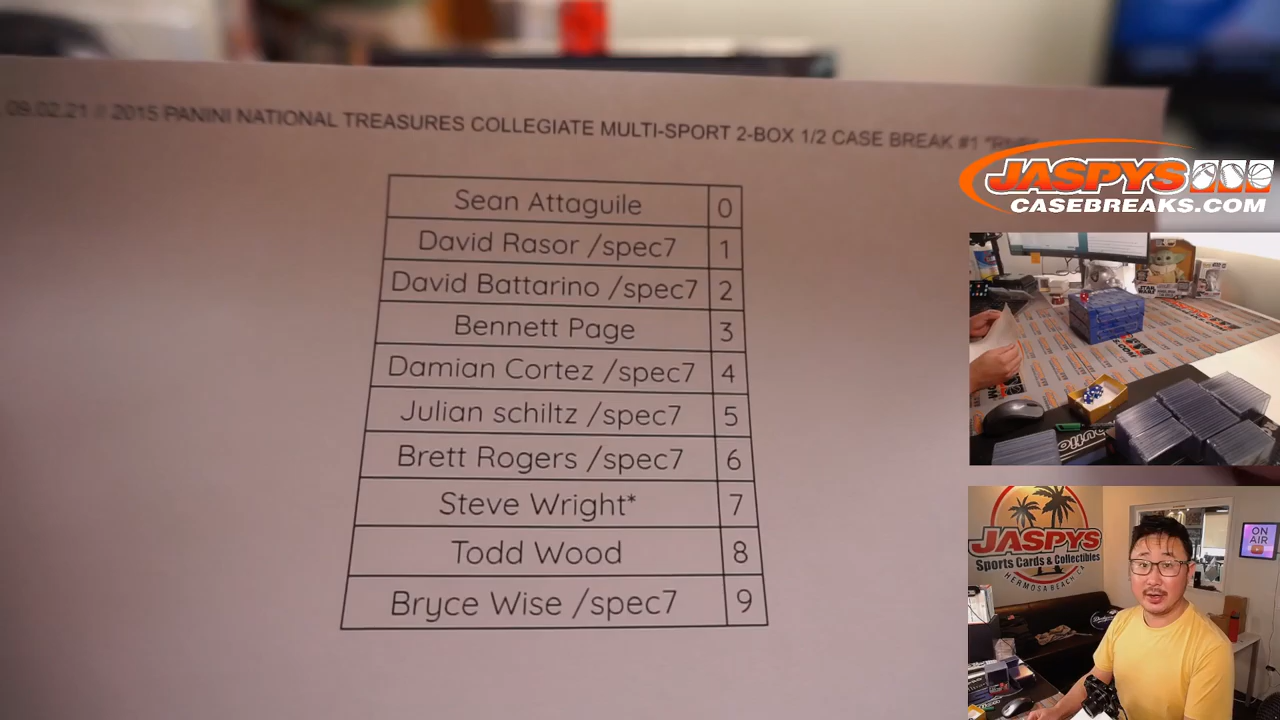 09.02.21 // 2015 PANINI NATIONAL TREASURES COLLEGIATE MULTI-SPORT 2-BOX 1/2 CASE BREAK #1
Sean Attaguile 0
David Rasor /spec7 1
David Battarino /spec7 2
Bennett Page 3
Damian Cortez /spec7 4
Julian schiltz /spec7 5
Brett Rogers /spec7 6
Steve Wright* 7
Todd Wood 8
Bryce Wise /spec7 9
JASPYS
CASEBREAKS.COM
STAR WARS
JASPYS
Sports Cards & Collectibles
HERMOSA BEACH CA
ON AIR